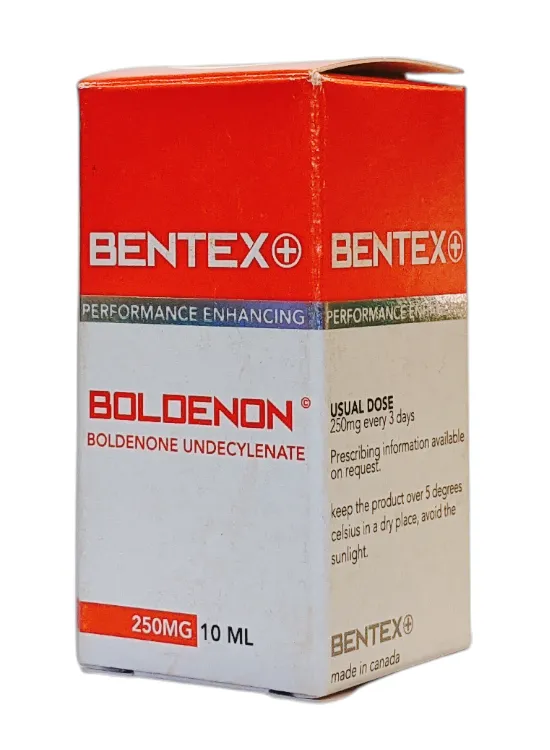 BENTEX
PERFORMANCE ENHANCING
BOLDENON ©
BOLDENONE UNDECYLENATE
250MG 10 ML
BENTEX
PERFORMANCE
USUAL DOSE
250mg every 3 days
Prescribing information available
on request.
keep the product over 5 degrees
celsius in a dry place, avoid the
sunlight.
BENTEX
made in canada